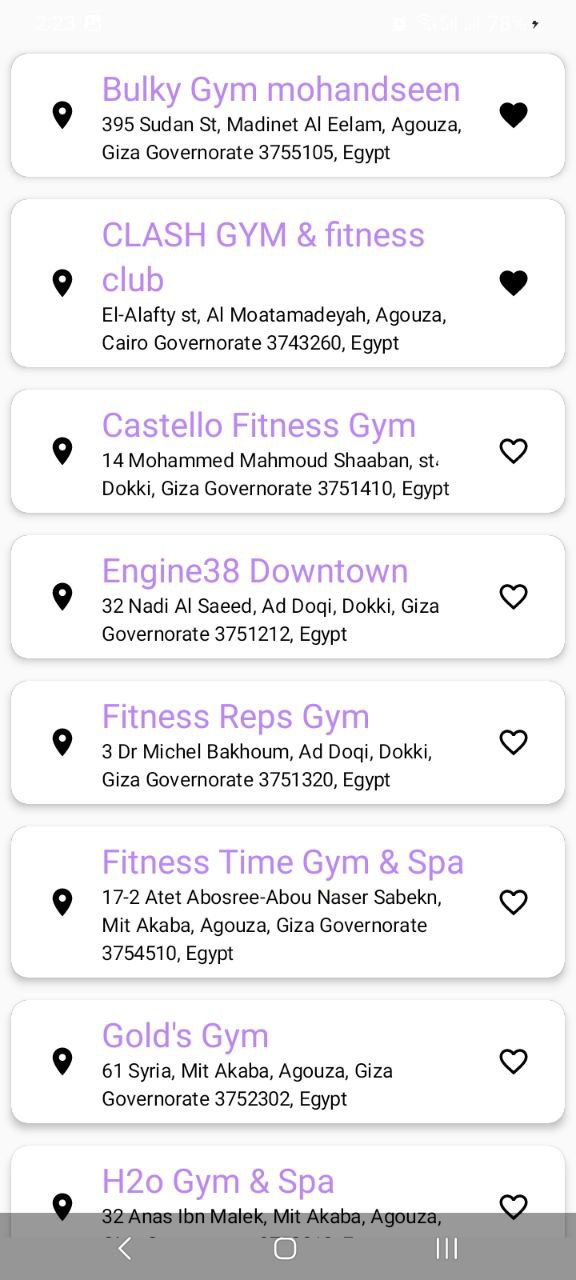 2:23
78%
Bulky Gym mohandseen
395 Sudan St, Madinet Al Eelam, Agouza,
Giza Governorate 3755105, Egypt
CLASH GYM & fitness
club
El-Alafty st, Al Moatamadeyah, Agouza,
Cairo Governorate 3743260, Egypt
Castello Fitness Gym
14 Mohammed Mahmoud Shaaban, st،
Dokki, Giza Governorate 3751410, Egypt
Engine38 Downtown
32 Nadi Al Saeed, Ad Doqi, Dokki, Giza
Governorate 3751212, Egypt
Fitness Reps Gym
3 Dr Michel Bakhoum, Ad Doqi, Dokki,
Giza Governorate 3751320, Egypt
Fitness Time Gym & Spa
17-2 Atet Abosree-Abou Naser Sabekn,
Mit Akaba, Agouza, Giza Governorate
3754510, Egypt
Gold's Gym
61 Syria, Mit Akaba, Agouza, Giza
Governorate 3752302, Egypt
H2o Gym & Spa
32 Anas Ibn Malek, Mit Akaba, Agouza,